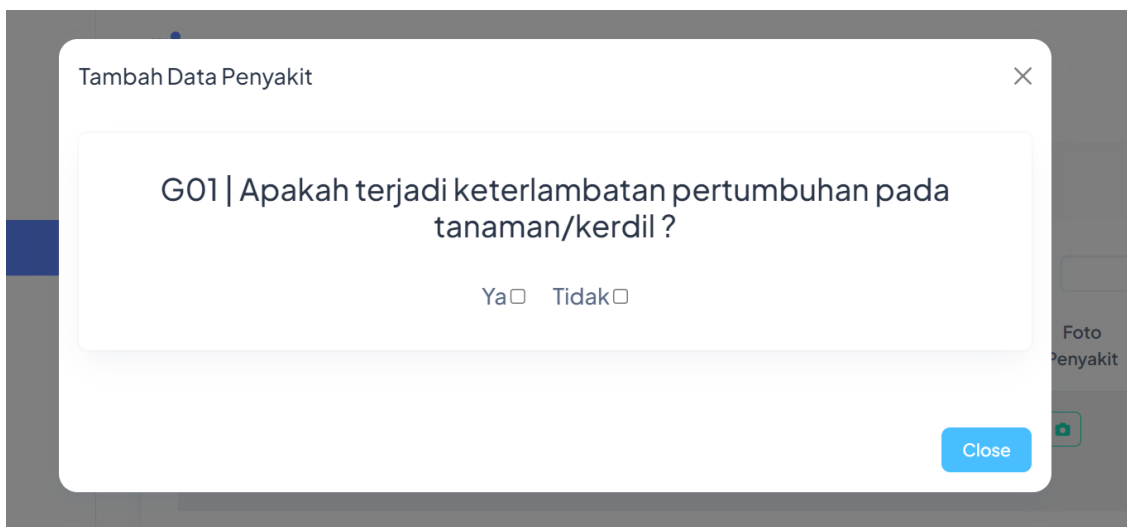 Tambah Data Penyakit
G01 | Apakah terjadi keterlambatan pertumbuhan pada
tanaman/kerdil ?
Ya Tidak
Foto
Penyakit
Close